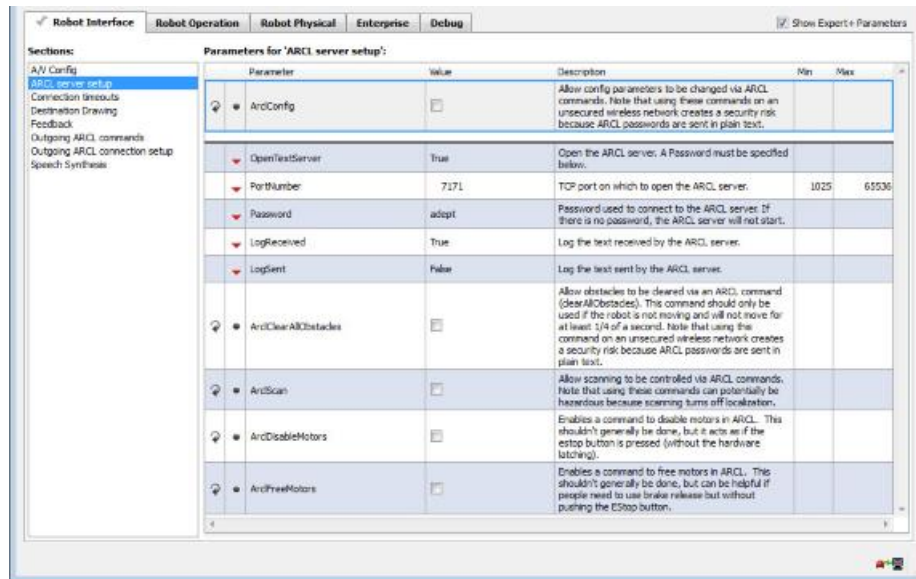 Robot Interface Robot Operation Robot Physical Enterprise Debug Show Expert+ Parameters
Sections:
A/V Config
ARCL server setup
Connection timeouts
Destination Drawing
Feedback
Outgoing ARCL commands
Outgoing ARCL connection setup
Speech Synthesis
Parameters for 'ARCL server setup':
Parameter Value Description Min Max
ArclConfig
Allow config parameters to be changed via ARCL
commands. Note that using these commands on an
unsecured wireless network creates a security risk
because ARCL passwords are sent in plain text.
OpenTextServer True
Open the ARCL server. A Password must be specified
below.
PortNumber 7171 TCP port on which to open the ARCL server. 1025 65536
Password adept
Password used to connect to the ARCL server. If
there is no password, the ARCL server will not start.
LogReceived True Log the text received by the ARCL server.
LogSent False Log the text sent by the ARCL server.
ArclClearAllObstacles
Allow obstacles to be cleared via an ARCL command
(clearAllObstacles). This command should only be
used if the robot is not moving and will not move for
at least 1/4 of a second. Note that using this
command on an unsecured wireless network creates
a security risk because ARCL passwords are sent in
plain text.
ArclScan
Allow scanning to be controlled via ARCL commands.
Note that using these commands can potentially be
hazardous because scanning turns off localization.
ArclDisableMotors
Enables a command to disable motors in ARCL. This
shouldn't generally be done, but it acts as if the
estop button is pressed (without the hardware
latching).
ArclFreeMotors
Enables a command to free motors in ARCL. This
shouldn't generally be done, but can be helpful if
people need to use brake release but without
pushing the EStop button.